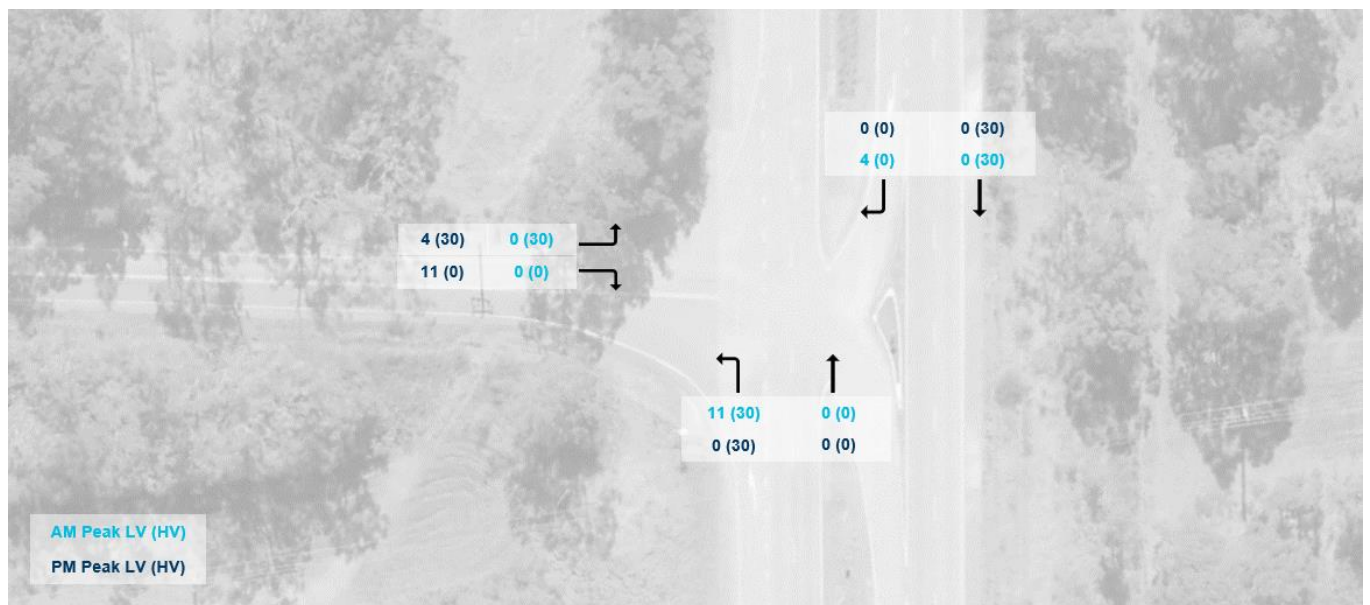 0 (0) 0 (30)
4 (0) 0 (30)
4 (30) 0 (30)
11 (0) 0 (0)
11 (30) 0 (0)
0 (30) 0 (0)
AM Peak LV (HV)
PM Peak LV (HV)